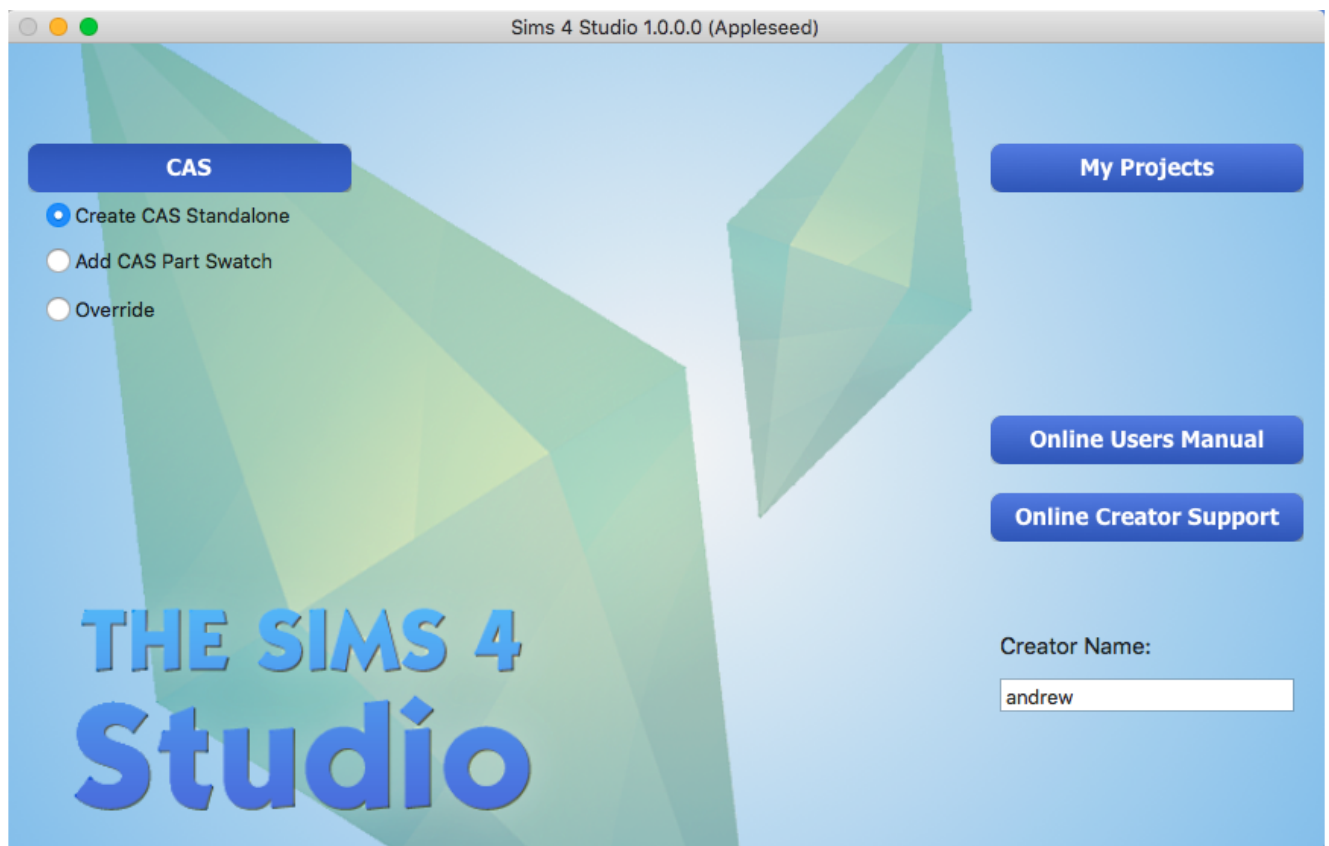 Sims 4 Studio 1.0.0.0 (Appleseed)
CAS
Create CAS Standalone
Add CAS Part Swatch
Override
My Projects
Online Users Manual
Online Creator Support
Creator Name:
andrew
THE SIMS 4
Studio